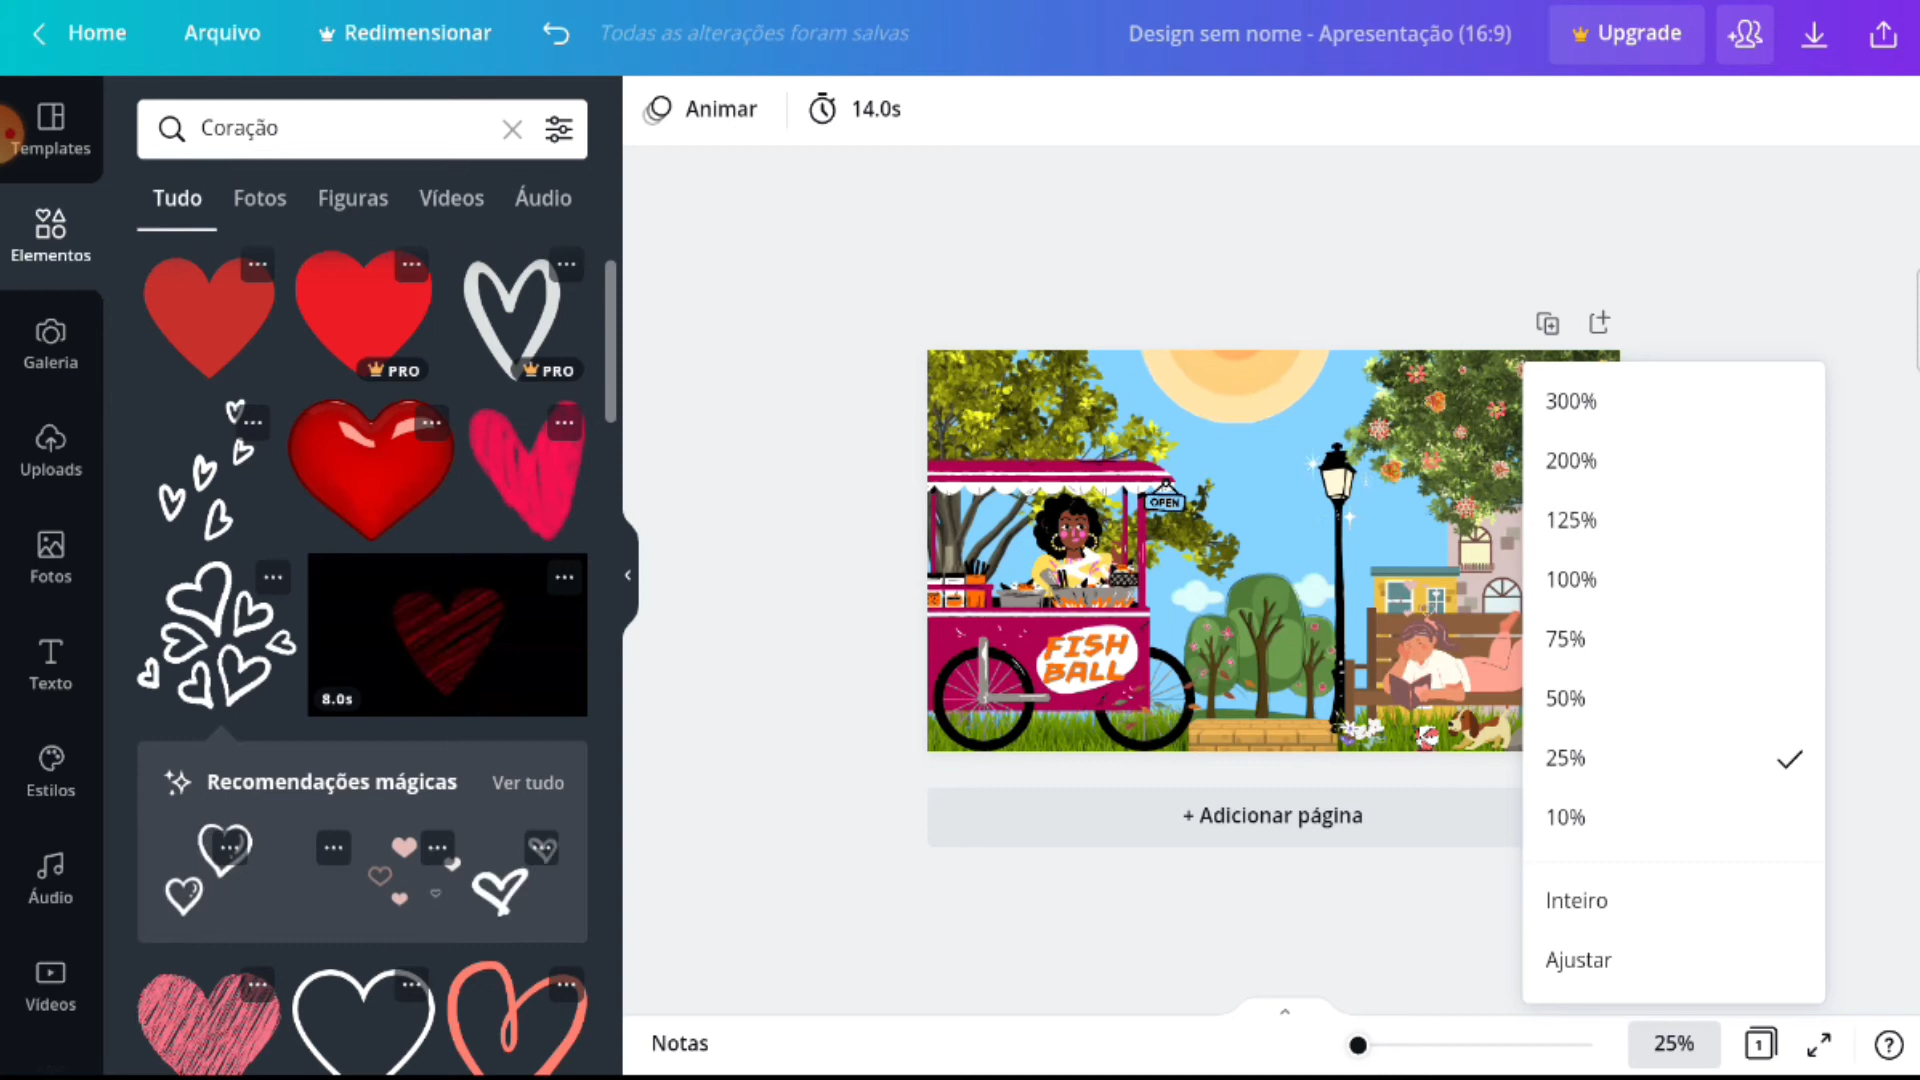 Home
Arquivo
Redimensionar
Todas as alterações foram salvas
Design sem nome - Apresentação (16:9)
Upgrade
Templates
Elementos
Galeria
Uploads
Fotos
Texto
Estilos
Áudio
Vídeos
Coração
Tudo
Fotos
Figuras
Vídeos
Áudio
PRO
PRO
8.0s
Recomendações mágicas
Ver tudo
Animar
14.0s
OPEN
FISH
BALL
+ Adicionar página
300%
200%
125%
100%
75%
50%
25%
10%
Inteiro
Ajustar
Notas
25%
1
?